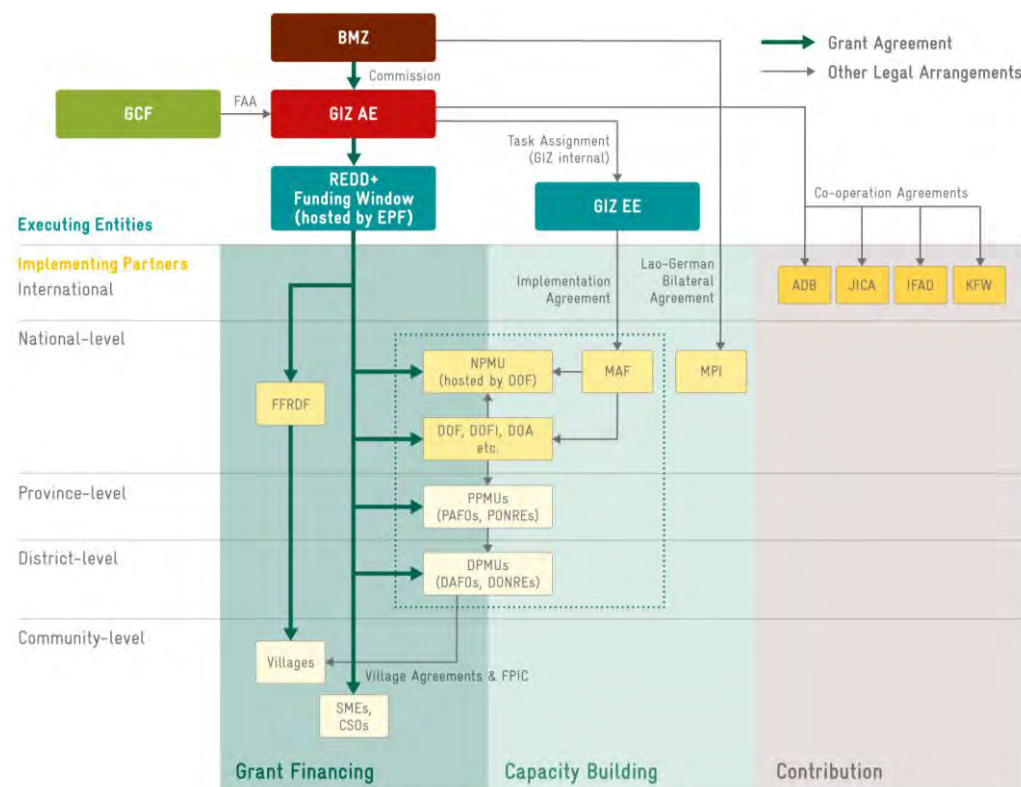 BMZ
Grant Agreement
Other Legal Arrangements
Commission
GCF
FAA
GIZ AE
Task Assignment
(GIZ internal)
REDD+
Funding Window
(hosted by EPF)
GIZ EE
Co-operation Agreements
Executing Entities
Implementing Partners
International
Implementation
Agreement
Lao-German
Bilateral
Agreement
ADB
JICA
IFAD
KFW
National-level
NPMU
(hosted by DOF)
MAF
MPI
FFRDF
DOF, DOFI, DOA
etc.
Province-level
PPMUs
(PAFOs, PONREs)
District-level
DPMUs
(DAFOs, DONREs)
Community-level
Villages
Village Agreements & FPIC
SMEs,
CSOs
Grant Financing
Capacity Building
Contribution